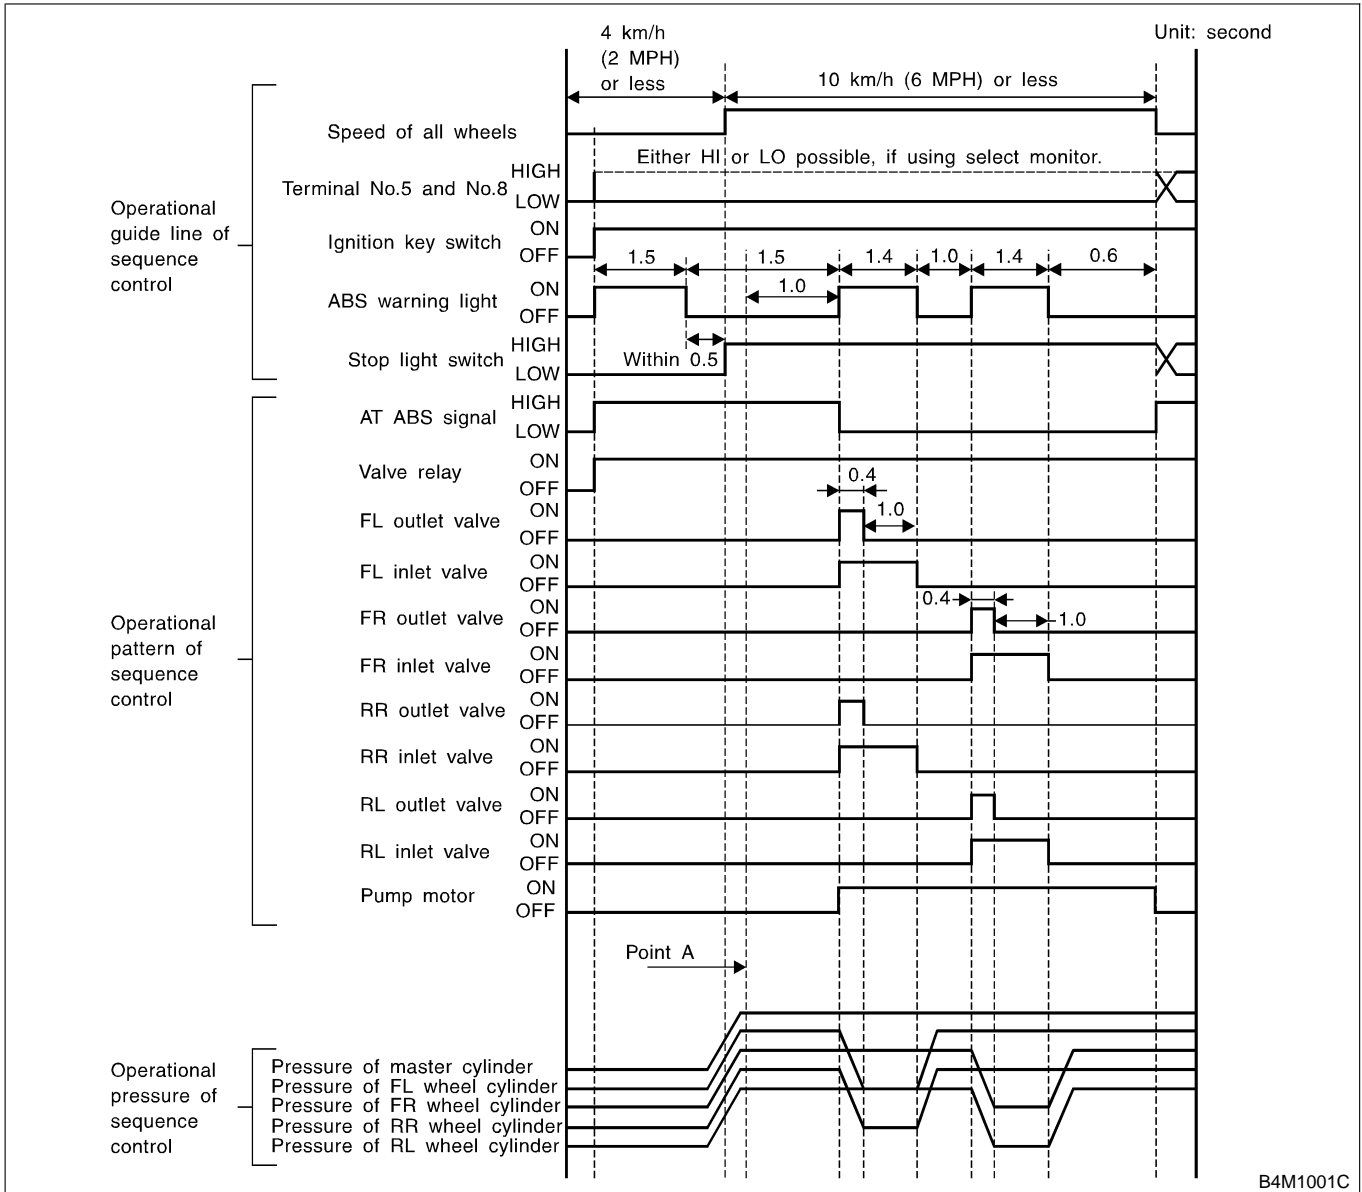 4 km/h
(2 MPH)
or less
Unit: second
10 km/h (6 MPH) or less
Speed of all wheels
Either HI or LO possible, if using select monitor.
Terminal No.5 and No.8
HIGH
LOW
Ignition key switch
ON
OFF
1.5
1.5
1.4
1.0
1.4
0.6
ABS warning light
ON
OFF
1.0
Stop light switch
HIGH
LOW
Within 0.5
Operational
guide line of
sequence
control
AT ABS signal
HIGH
LOW
Valve relay
ON
OFF
0.4
FL outlet valve
ON
OFF
1.0
FL inlet valve
ON
OFF
FR outlet valve
ON
OFF
0.4
1.0
FR inlet valve
ON
OFF
RR outlet valve
ON
OFF
RR inlet valve
ON
OFF
RL outlet valve
ON
OFF
RL inlet valve
ON
OFF
Pump motor
ON
OFF
Operational
pattern of
sequence
control
Point A
Operational
pressure of
sequence
control
Pressure of master cylinder
Pressure of FL wheel cylinder
Pressure of FR wheel cylinder
Pressure of RR wheel cylinder
Pressure of RL wheel cylinder
B4M1001C